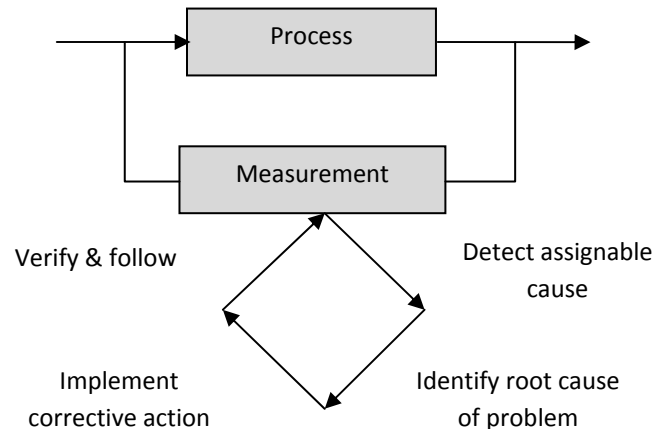 Process
Measurement
Verify & follow
Detect assignable
cause
Implement
corrective action
Identify root cause
of problem